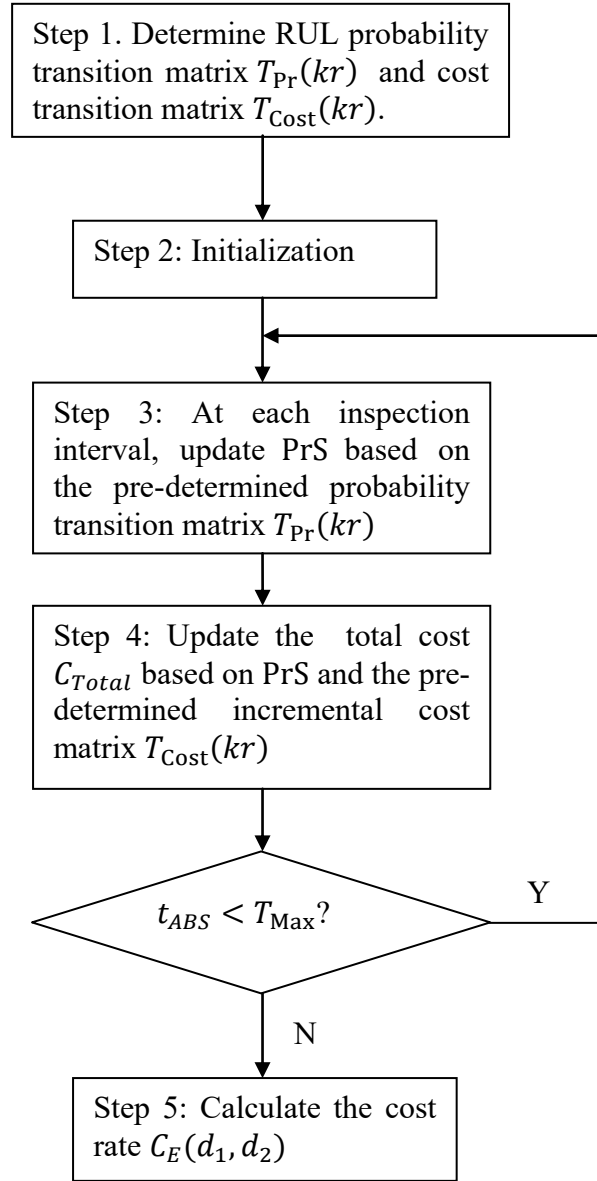 Step 1. Determine RUL probability
transition matrix T_Pr(kr) and cost
transition matrix T_Cost(kr).
Step 2: Initialization
Step 3: At each inspection
interval, update PrS based on
the pre-determined probability
transition matrix T_Pr(kr)
Step 4: Update the total cost
C_Total based on PrS and the pre-
determined incremental cost
matrix T_Cost(kr)
t_ABS < T_Max?
Y
N
Step 5: Calculate the cost
rate C_E(d_1, d_2)